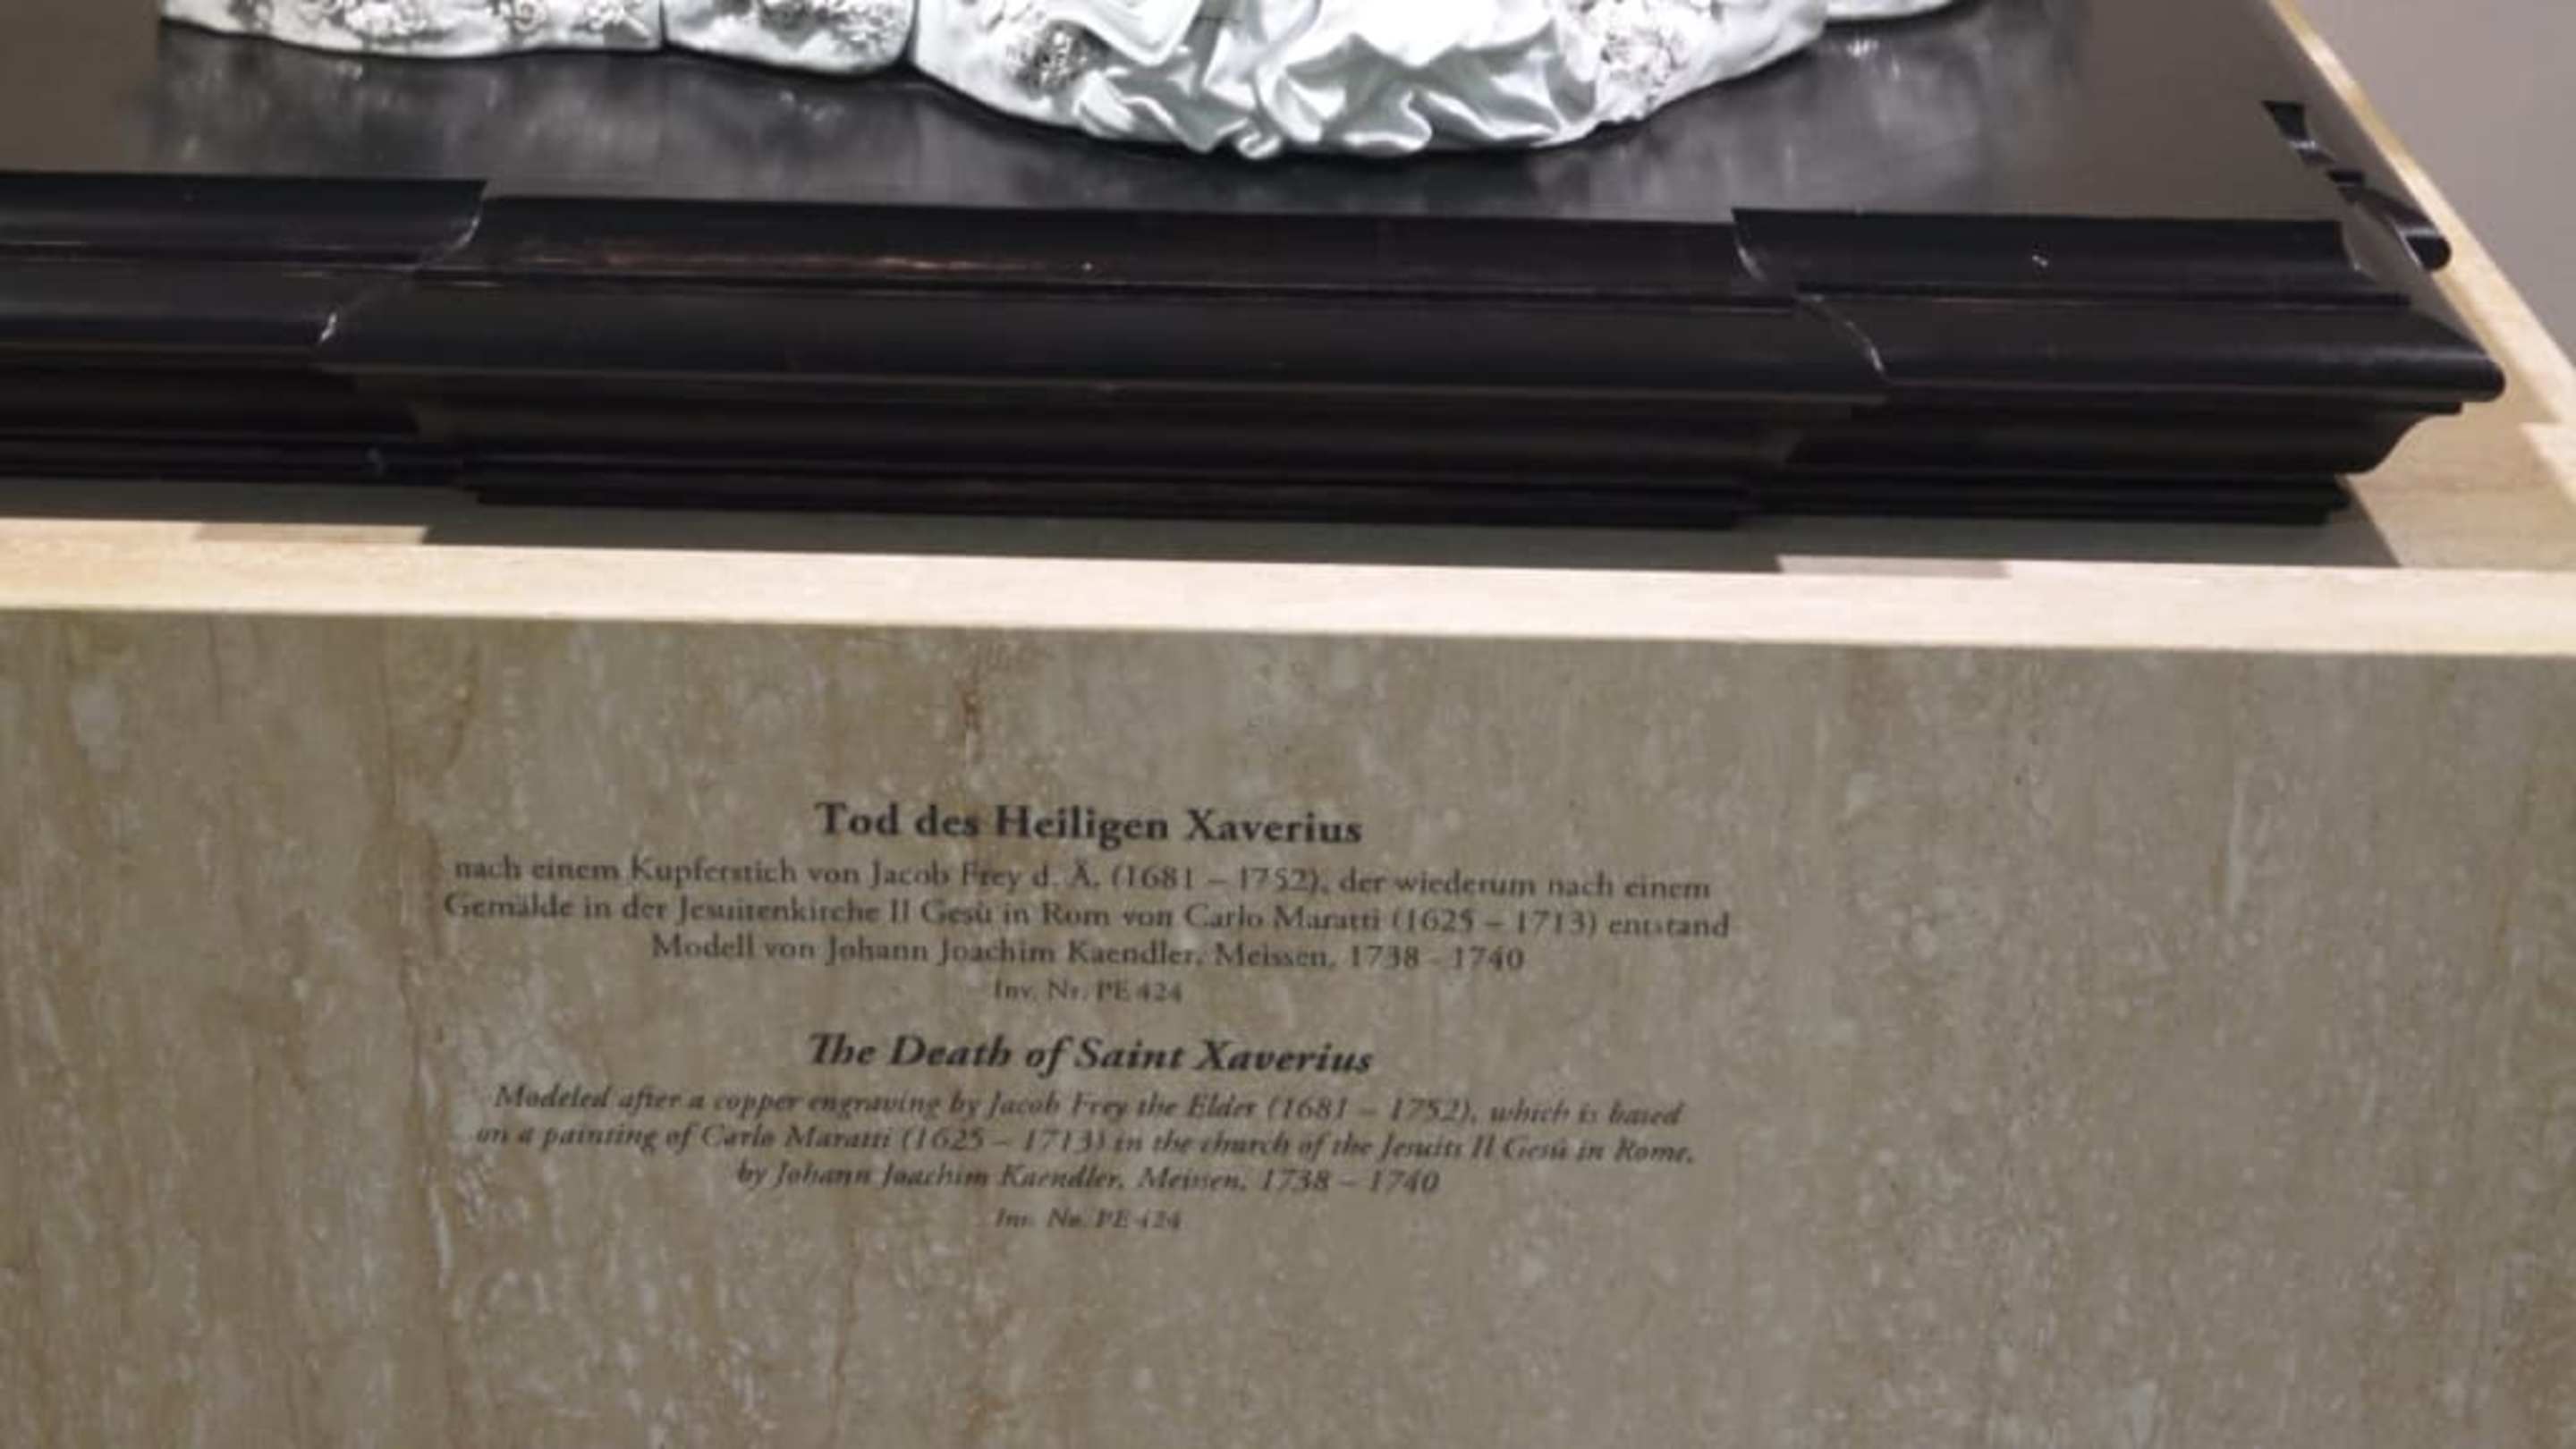 Tod des Heiligen Xaverius
nach einem Kupferstich von Jacob Frey d. Ä. (1681 – 1752), der wiederum nach einem
Gemälde in der Jesuitenkirche Il Gesù in Rom von Carlo Maratti (1625 – 1713) entstand
Modell von Johann Joachim Kaendler, Meissen, 1738 – 1740
Inv. Nr. PE 424
The Death of Saint Xaverius
Modeled after a copper engraving by Jacob Frey the Elder (1681 – 1752), which is based
on a painting of Carlo Maratti (1625 – 1713) in the church of the Jesuits Il Gesù in Rome,
by Johann Joachim Kaendler, Meissen, 1738 – 1740
Inv. No. PE 424